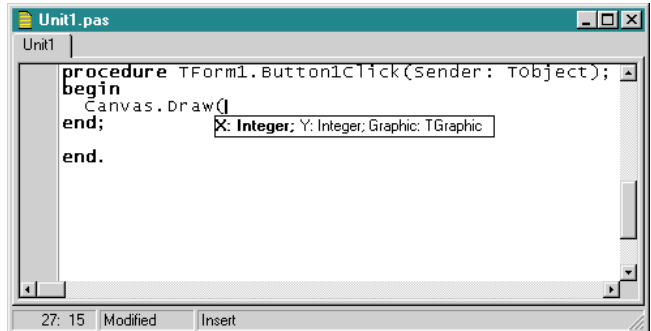 Unit1.pas
Unit1
procedure TForm1.Button1Click(Sender: TObject);
begin
Canvas.Draw(
X: Integer; Y: Integer; Graphic: TGraphic
end;
end.
27: 15 Modified Insert